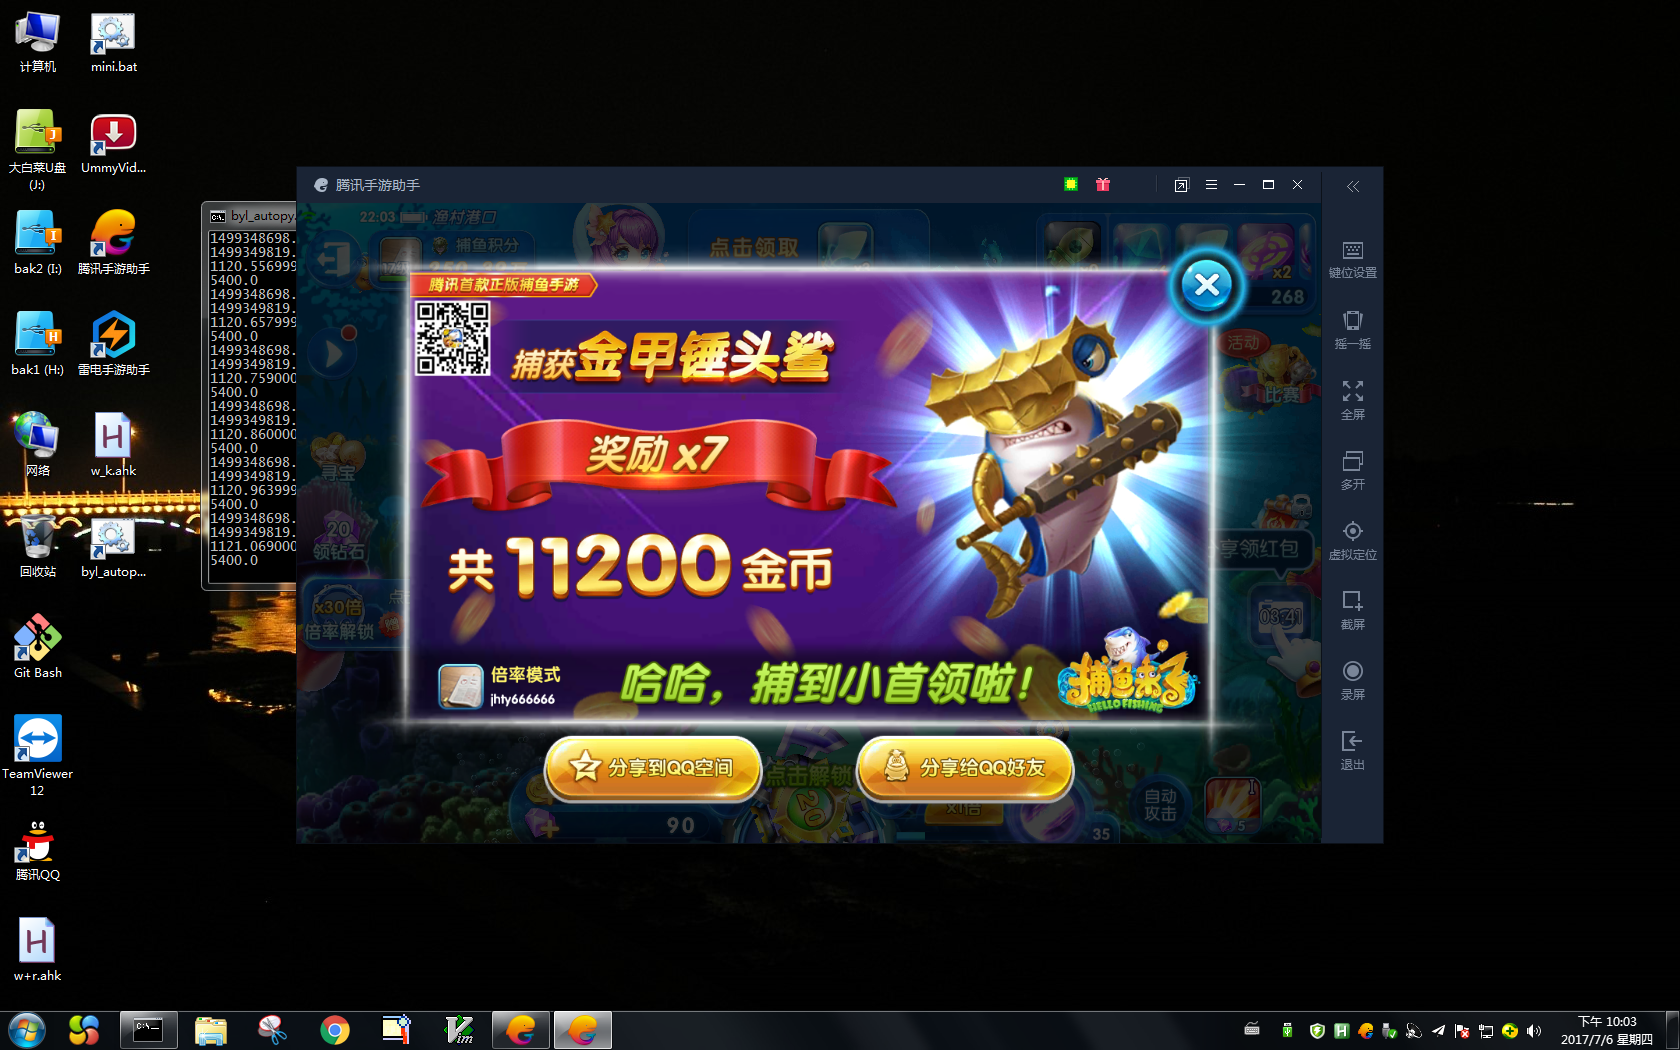 计算机
mini.bat
大白菜U盘
(J:)
UmmyVid...
bak2 (I:)
腾讯手游助手
bak1 (H:)
雷电手游助手
网络
w_k.ahk
回收站
byl_autop...
Git Bash
TeamViewer
12
腾讯QQ
w+r.ahk
byl_autopy
1499348698.
1499349819.
1120.556999
5400.0
1499348698.
1499349819.
1120.657999
5400.0
1499348698.
1499349819.
1120.759000
5400.0
1499348698.
1499349819.
1120.860000
5400.0
1499348698.
1499349819.
1120.963999
5400.0
1499348698.
1499349819.
1121.069000
5400.0
腾讯手游助手
22:03
渔村港口
捕鱼积分
点击领取
x2
268
腾讯首款正版捕鱼手游
捕获金甲锤头鲨
奖励 x7
共11200金币
倍率模式
jhty666666
哈哈，捕到小首领啦！
捕鱼来了
HELLO FISHING
分享到QQ空间
分享给QQ好友
活动
比赛
寻宝
20
领钻石
x30倍
倍率解锁
享领红包
03:41
点击解锁
20
90
x1倍
35
自动
攻击
5
键位设置
摇一摇
全屏
多开
虚拟定位
截屏
录屏
退出
下午 10:03
2017/7/6 星期四